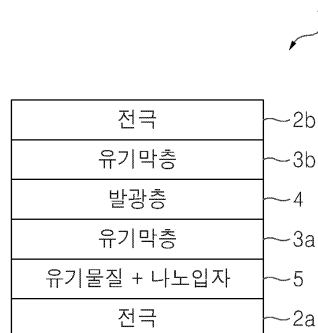 전극 2b
유기막층 3b
발광층 4
유기막층 3a
유기물질 + 나노입자 5
전극 2a